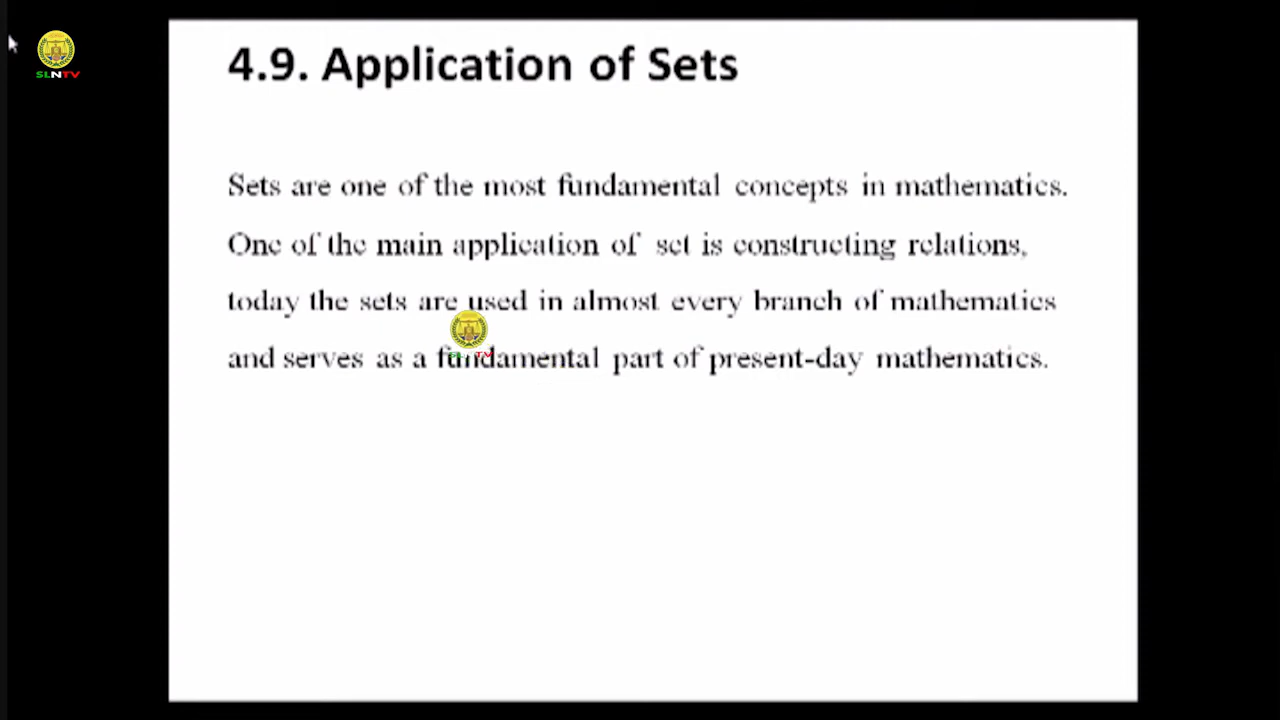 SLNTV
4.9. Application of Sets
Sets are one of the most fundamental concepts in mathematics.
One of the main application of set is constructing relations,
today the sets are used in almost every branch of mathematics
SLNTV
and serves as a fundamental part of present-day mathematics.